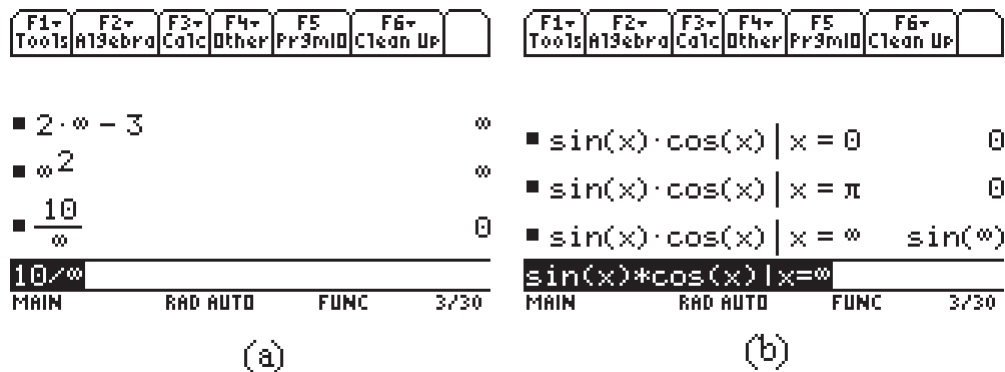 F1▾ F2▾ F3▾ F4▾ F5 F6▾
Tools Algebra Calc Other PrgmIO Clean Up
■ 2·∞ − 3 ∞
■ ∞² ∞
■ 10/∞ 0
10/∞
MAIN RAD AUTO FUNC 3/30
(a)
F1▾ F2▾ F3▾ F4▾ F5 F6▾
Tools Algebra Calc Other PrgmIO Clean Up
■ sin(x)·cos(x) | x = 0 0
■ sin(x)·cos(x) | x = π 0
■ sin(x)·cos(x) | x = ∞ sin(∞)
sin(x)*cos(x)|x=∞
MAIN RAD AUTO FUNC 3/30
(b)